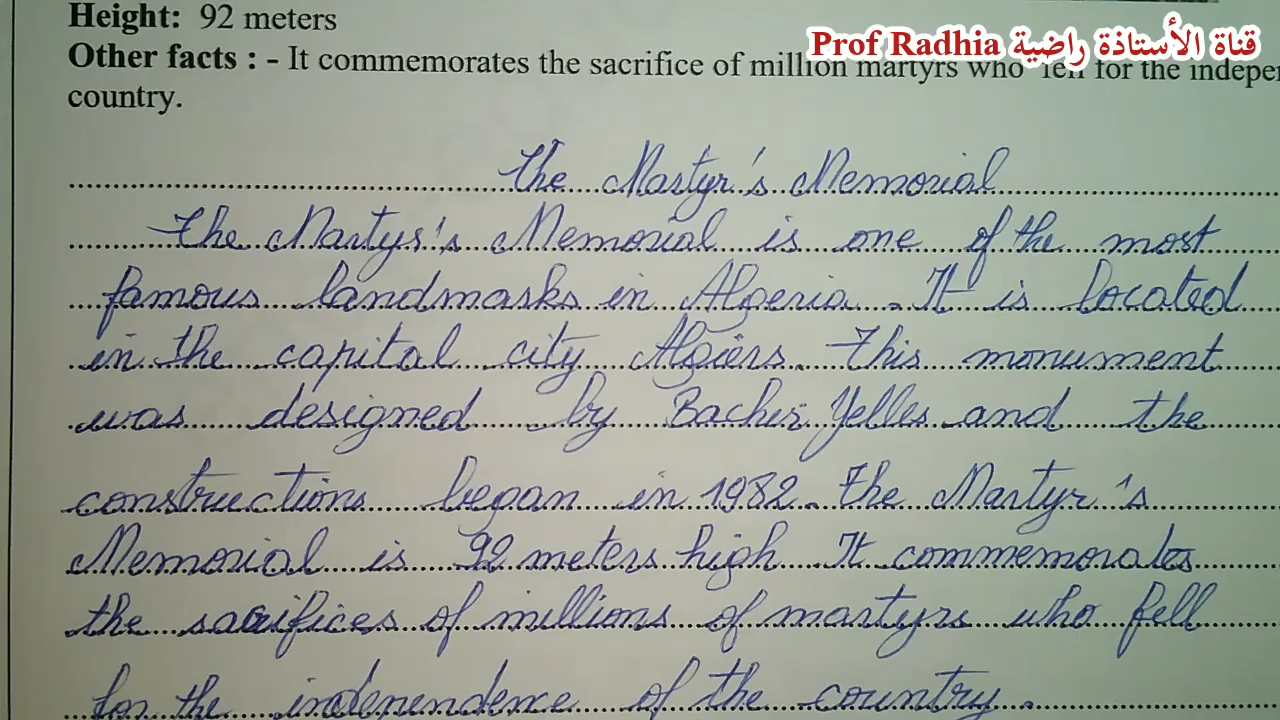 Height: 92 meters
قناة الأستاذة راضية Prof Radhia
Other facts : - It commemorates the sacrifice of million martyrs who fell for the indepe
country.
The Martyr's Memorial
The Martys's Memorial is one of the most
famous landmarks in Algeria. It is located
in the capital city Algiers. This monument
was designed by Bachir Yelles and the
constructions began in 1982. The Martyr's
Memorial is 92 meters high It commemorates
the sacrifices of millions of martyrs who fell
for the independence of the country.